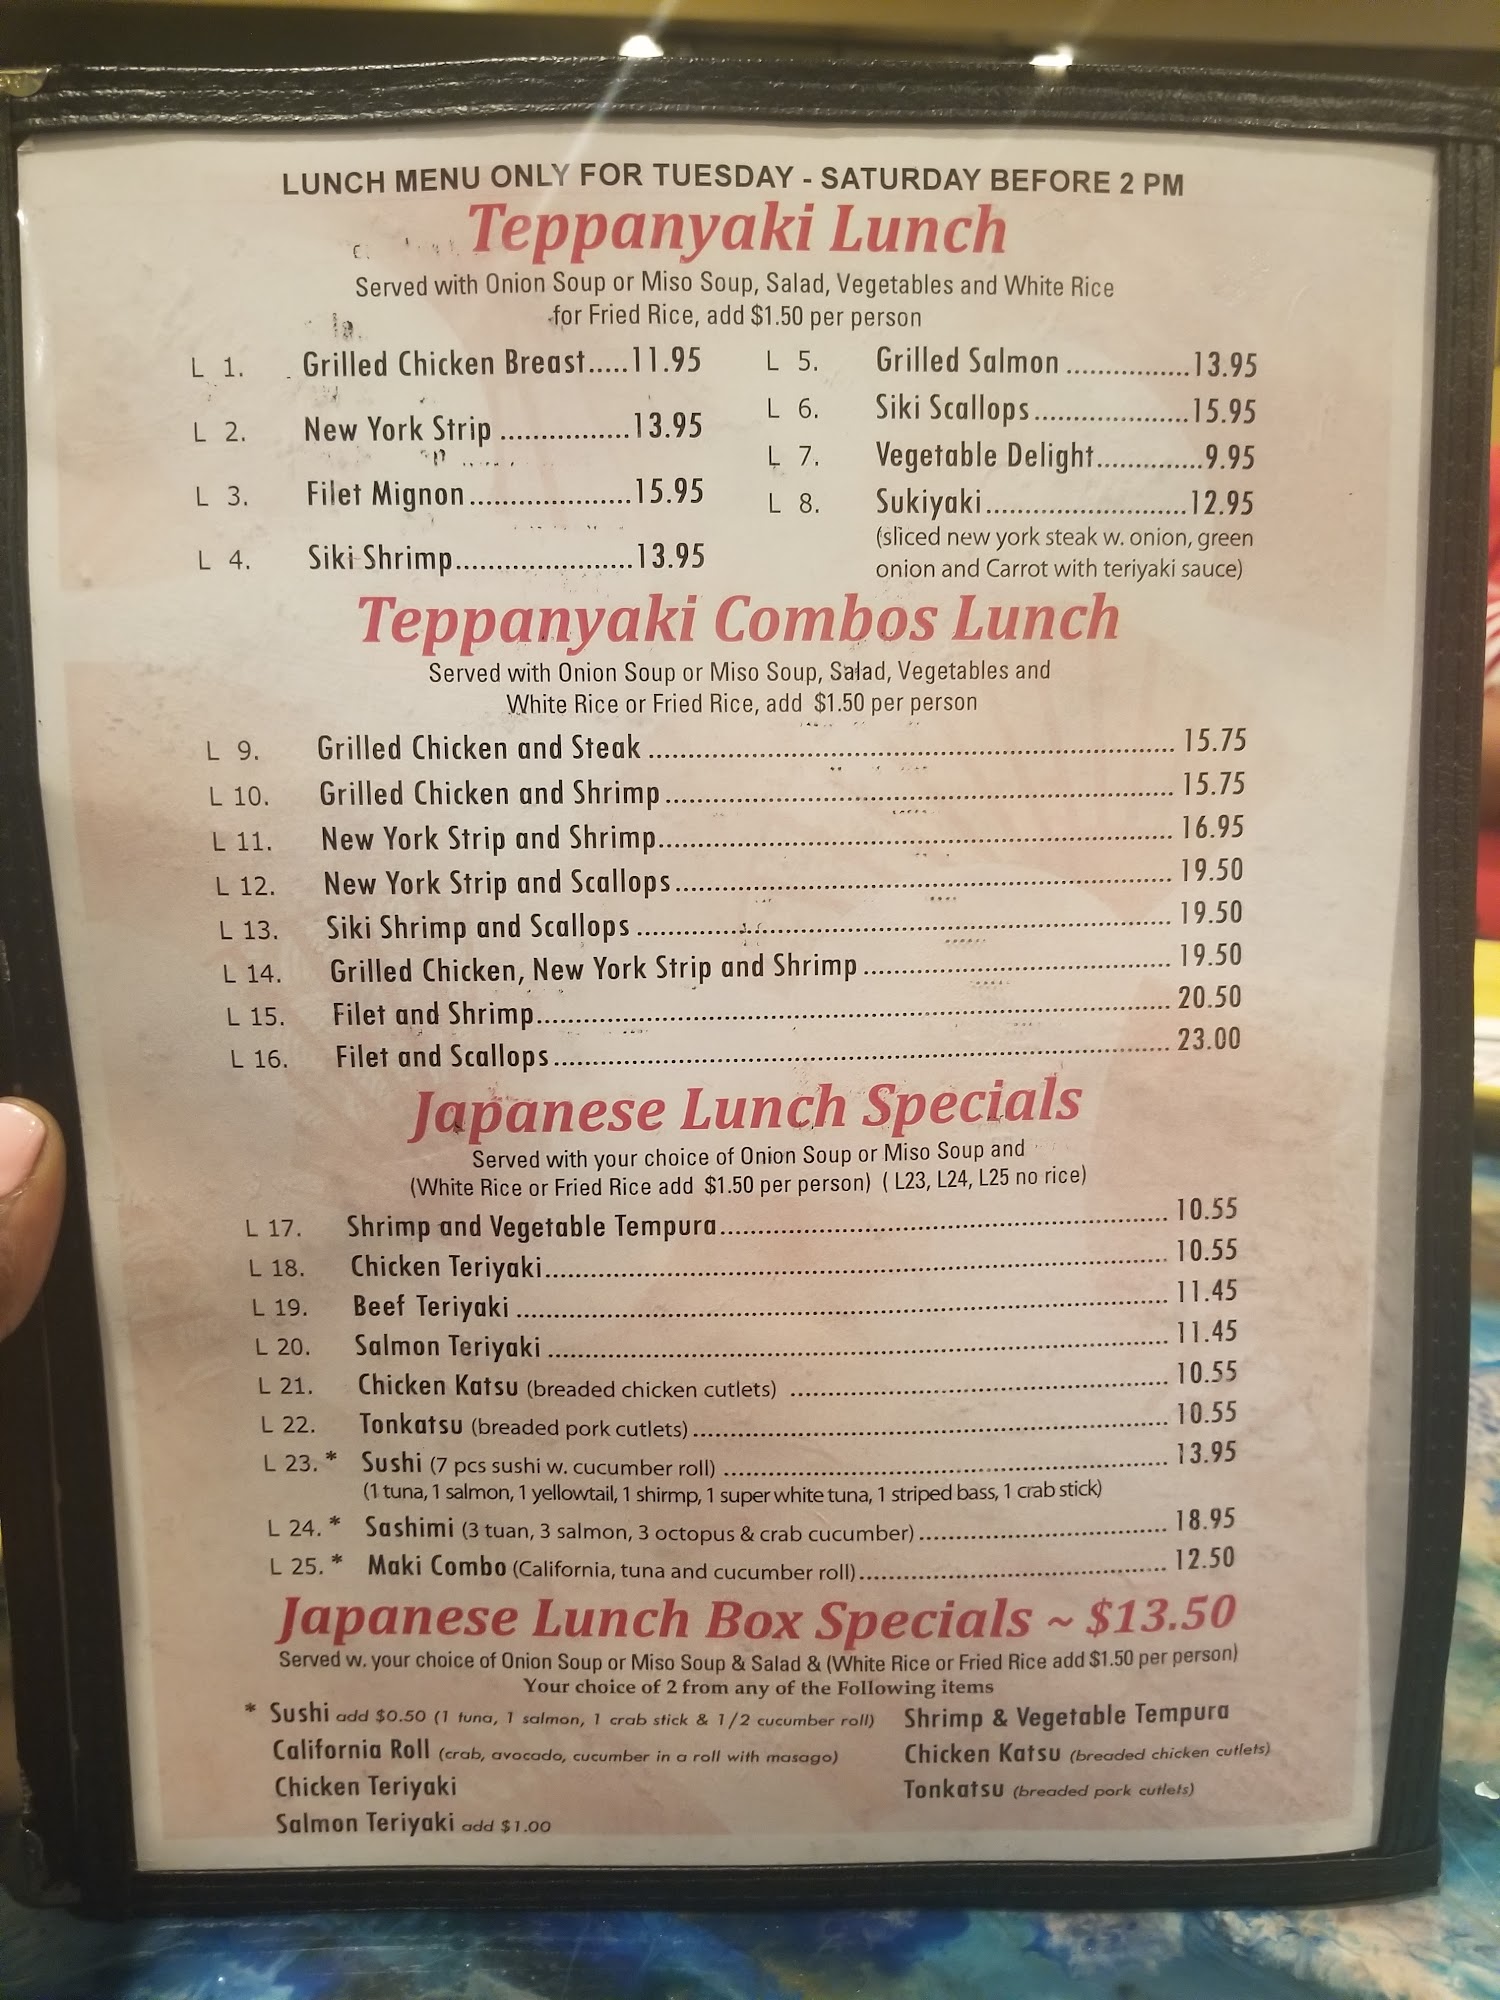 LUNCH MENU ONLY FOR TUESDAY - SATURDAY BEFORE 2 PM
Teppanyaki Lunch
Served with Onion Soup or Miso Soup, Salad, Vegetables and White Rice
for Fried Rice, add $1.50 per person
L 1. Grilled Chicken Breast.....11.95
L 2. New York Strip ................13.95
L 3. Filet Mignon....................15.95
L 4. Siki Shrimp......................13.95
L 5. Grilled Salmon ...............13.95
L 6. Siki Scallops...................15.95
L 7. Vegetable Delight.............9.95
L 8. Sukiyaki.........................12.95
(sliced new york steak w. onion, green
onion and Carrot with teriyaki sauce)
Teppanyaki Combos Lunch
Served with Onion Soup or Miso Soup, Salad, Vegetables and
White Rice or Fried Rice, add $1.50 per person
L 9. Grilled Chicken and Steak ........ 15.75
L 10. Grilled Chicken and Shrimp ........ 15.75
L 11. New York Strip and Shrimp........ 16.95
L 12. New York Strip and Scallops ........ 19.50
L 13. Siki Shrimp and Scallops ........ 19.50
L 14. Grilled Chicken, New York Strip and Shrimp ........ 19.50
L 15. Filet and Shrimp........ 20.50
L 16. Filet and Scallops ........ 23.00
Japanese Lunch Specials
Served with your choice of Onion Soup or Miso Soup and
(White Rice or Fried Rice add $1.50 per person) ( L23, L24, L25 no rice)
L 17. Shrimp and Vegetable Tempura........ 10.55
L 18. Chicken Teriyaki........ 10.55
L 19. Beef Teriyaki ........ 11.45
L 20. Salmon Teriyaki ........ 11.45
L 21. Chicken Katsu (breaded chicken cutlets) ........ 10.55
L 22. Tonkatsu (breaded pork cutlets) ........ 10.55
L 23. * Sushi (7 pcs sushi w. cucumber roll) ........ 13.95
(1 tuna, 1 salmon, 1 yellowtail, 1 shirmp, 1 super white tuna, 1 striped bass, 1 crab stick)
L 24. * Sashimi (3 tuan, 3 salmon, 3 octopus & crab cucumber) ........ 18.95
L 25. * Maki Combo (California, tuna and cucumber roll) ........ 12.50
Japanese Lunch Box Specials ~ $13.50
Served w. your choice of Onion Soup or Miso Soup & Salad & (White Rice or Fried Rice add $1.50 per person)
Your choice of 2 from any of the Following items
* Sushi add $0.50 (1 tuna, 1 salmon, 1 crab stick & 1/2 cucumber roll)
California Roll (crab, avocado, cucumber in a roll with masago)
Chicken Teriyaki
Salmon Teriyaki add $1.00
Shrimp & Vegetable Tempura
Chicken Katsu (breaded chicken cutlets)
Tonkatsu (breaded pork cutlets)